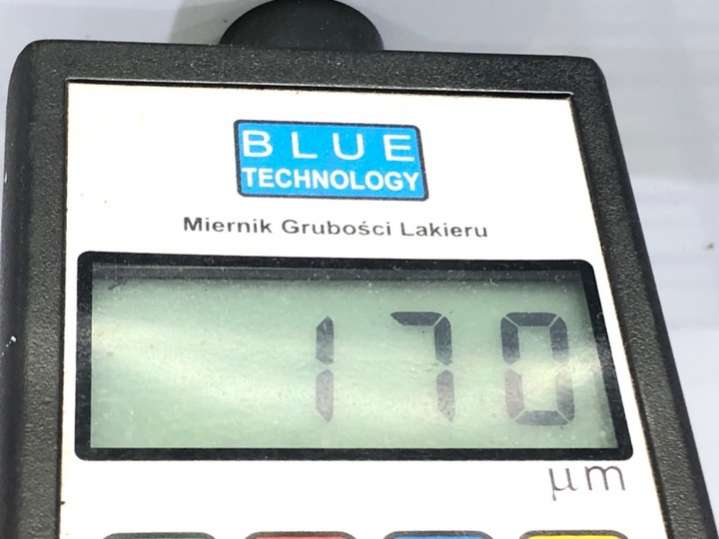 BLUE
TECHNOLOGY
Miernik Grubości Lakieru
170
µm